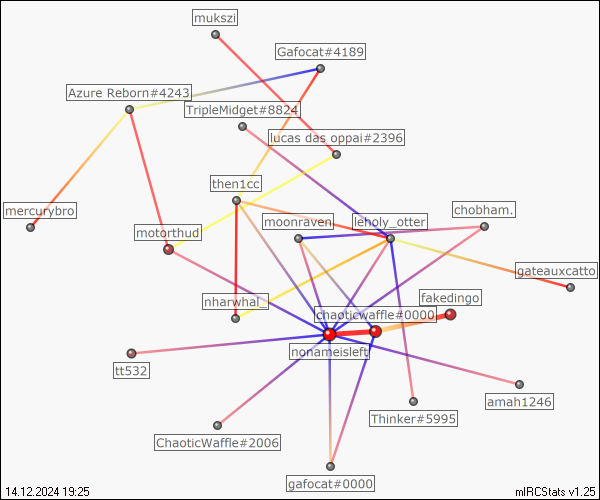 mukszi
Gafocat#4189
Azure Reborn#4243
TripleMidget#8824
lucas das oppai#2396
then1cc
mercurybro
moonraven
leholy_otter
chobham.
motorthud
gateauxcatto
nharwhal_
fakedingo
chaoticwaffle#0000
nonameisleft
tt532
amah1246
Thinker#5995
ChaoticWaffle#2006
gafocat#0000
14.12.2024 19:25
mIRCStats v1.25